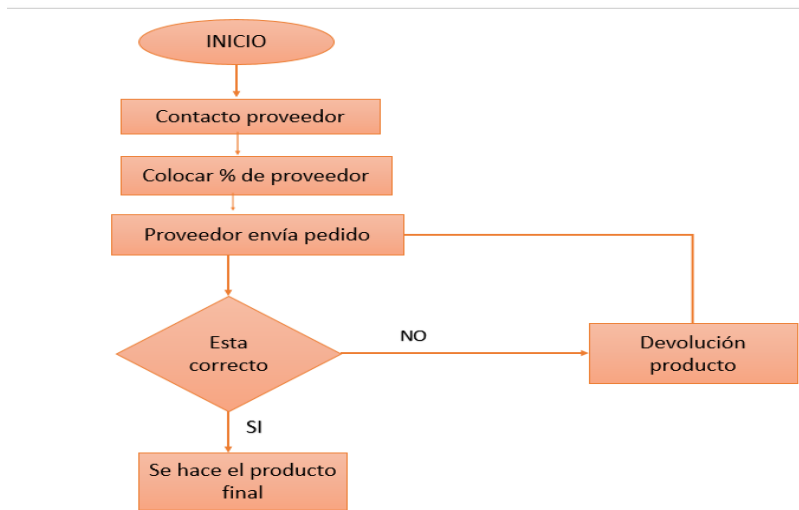 INICIO
Contacto proveedor
Colocar % de proveedor
Proveedor envía pedido
Esta
correcto
NO
Devolución
producto
SI
Se hace el producto
final